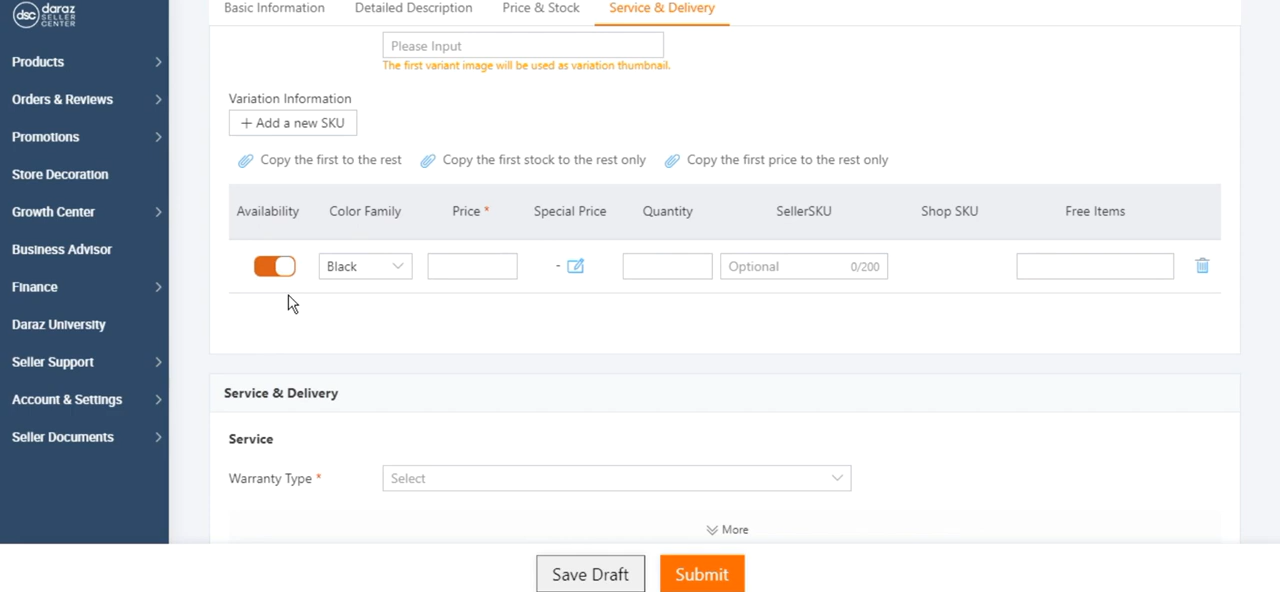 dsc daraz SELLER CENTER
Basic Information Detailed Description Price & Stock Service & Delivery
Products
Orders & Reviews
Promotions
Store Decoration
Growth Center
Business Advisor
Finance
Daraz University
Seller Support
Account & Settings
Seller Documents
Please Input
The first variant image will be used as variation thumbnail.
Variation Information
+ Add a new SKU
Copy the first to the rest Copy the first stock to the rest only Copy the first price to the rest only
Availability Color Family Price * Special Price Quantity SellerSKU Shop SKU Free Items
Black - Optional 0/200
Service & Delivery
Service
Warranty Type * Select
More
Save Draft Submit